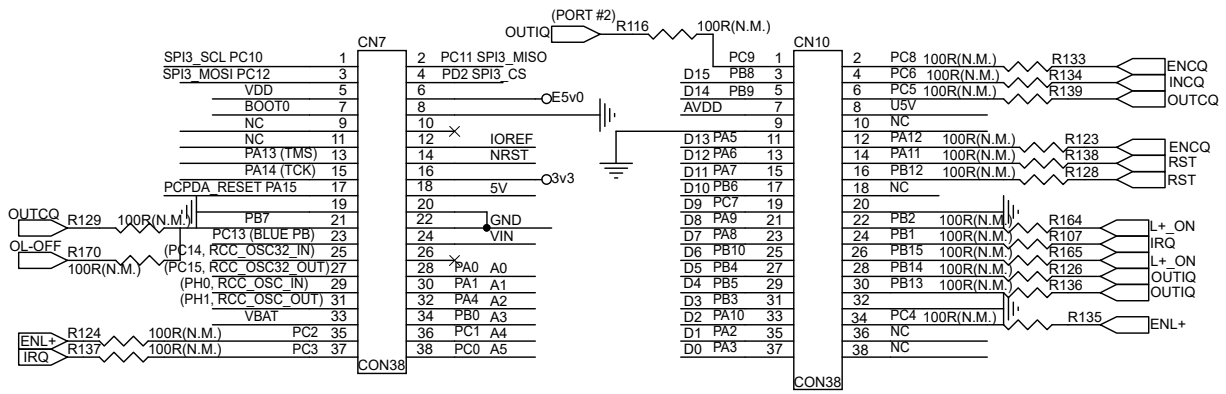 (PORT #2)
OUTIQ R116 100R(N.M.)
CN7
SPI3_SCL PC10 1 2 PC11 SPI3_MISO
SPI3_MOSI PC12 3 4 PD2 SPI3_CS
VDD 5 6 E5v0
BOOT0 7 8
NC 9 10
NC 11 12 IOREF
PA13 (TMS) 13 14 NRST
PA14 (TCK) 15 16 3v3
PCPDA_RESET PA15 17 18 5V
19 20
OUTCQ R129 100R(N.M.) PB7 21 22 GND
PC13 (BLUE PB) 23 24 VIN
OL-OFF R170 100R(N.M.) (PC14, RCC_OSC32_IN) 25 26
(PC15, RCC_OSC32_OUT) 27 28 PA0 A0
(PH0, RCC_OSC_IN) 29 30 PA1 A1
(PH1, RCC_OSC_OUT) 31 32 PA4 A2
VBAT 33 34 PB0 A3
ENL+ R124 100R(N.M.) PC2 35 36 PC1 A4
IRQ R137 100R(N.M.) PC3 37 38 PC0 A5
CON38
CN10
PC9 1 2 PC8 100R(N.M.) R133 ENCQ
D15 PB8 3 4 PC6 100R(N.M.) R134 INCQ
D14 PB9 5 6 PC5 100R(N.M.) R139 OUTCQ
AVDD 7 8 U5V
9 10 NC
D13 PA5 11 12 PA12 100R(N.M.) R123 ENCQ
D12 PA6 13 14 PA11 100R(N.M.) R138 RST
D11 PA7 15 16 PB12 100R(N.M.) R128 RST
D10 PB6 17 18 NC
D9 PC7 19 20
D8 PA9 21 22 PB2 100R(N.M.) R164 L+_ON
D7 PA8 23 24 PB1 100R(N.M.) R107 IRQ
D6 PB10 25 26 PB15 100R(N.M.) R165 L+_ON
D5 PB4 27 28 PB14 100R(N.M.) R126 OUTIQ
D4 PB5 29 30 PB13 100R(N.M.) R136 OUTIQ
D3 PB3 31 32
D2 PA10 33 34 PC4 100R(N.M.) R135 ENL+
D1 PA2 35 36 NC
D0 PA3 37 38 NC
CON38